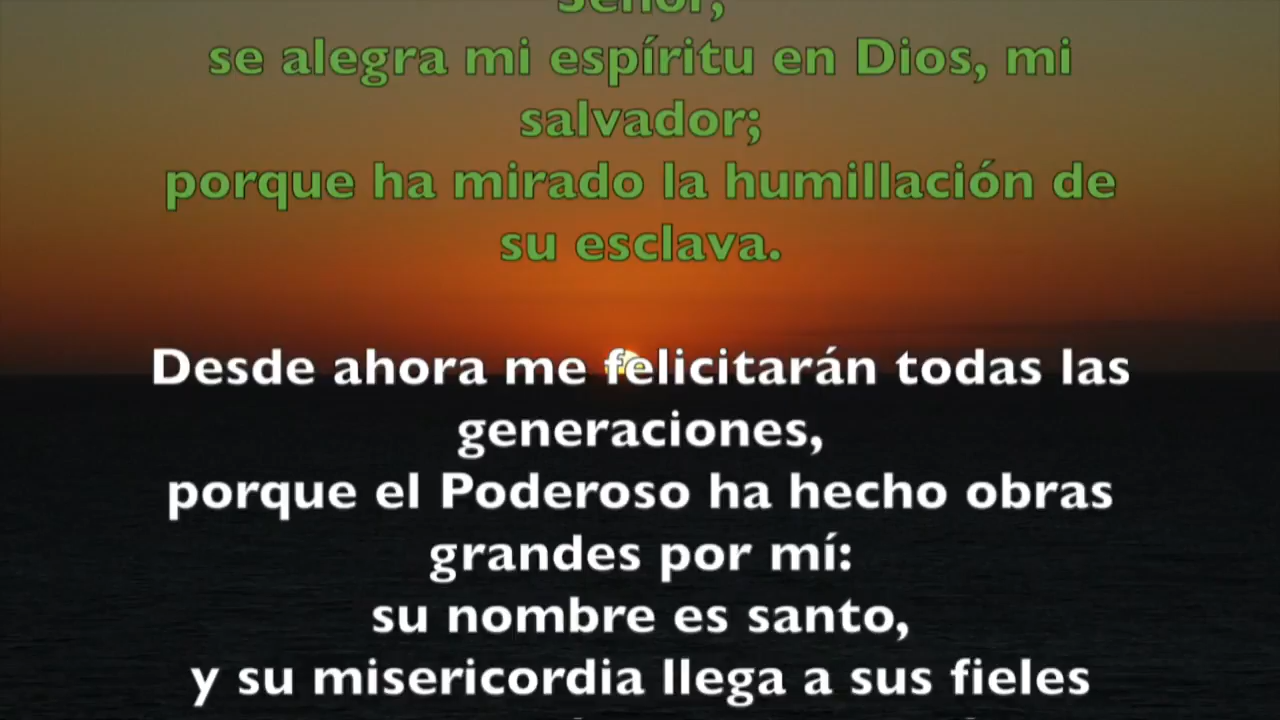 Señor,
se alegra mi espíritu en Dios, mi
salvador;
porque ha mirado la humillación de
su esclava.
Desde ahora me felicitarán todas las
generaciones,
porque el Poderoso ha hecho obras
grandes por mí:
su nombre es santo,
y su misericordia llega a sus fieles